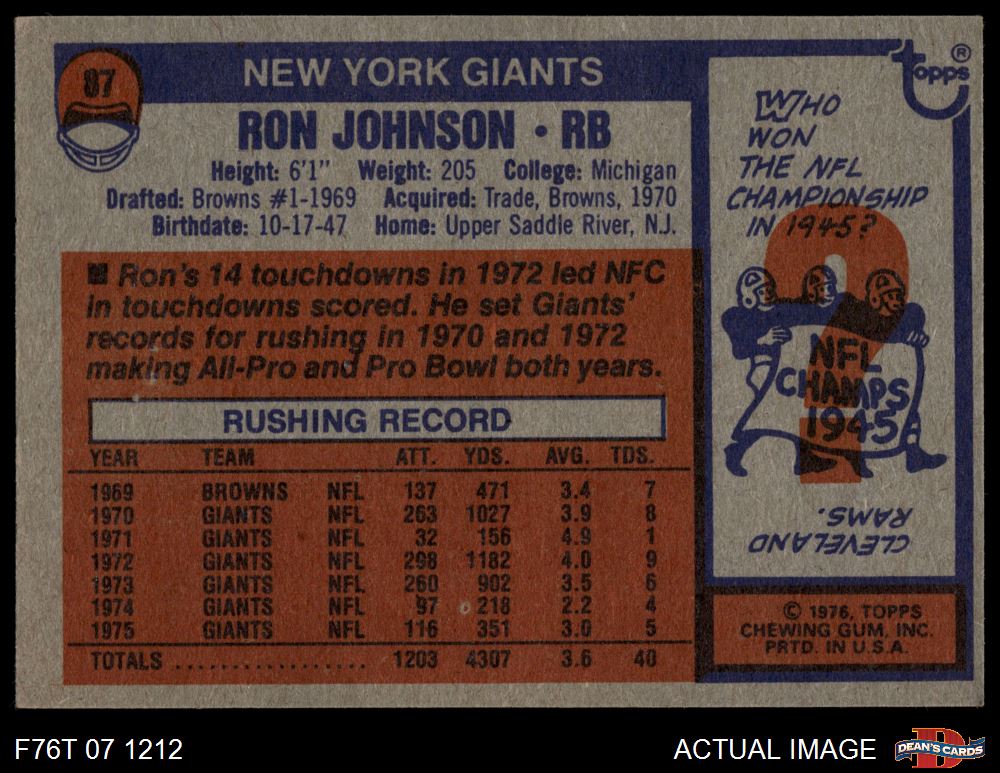 87
NEW YORK GIANTS
RON JOHNSON • RB
Height: 6'1" Weight: 205 College: Michigan
Drafted: Browns #1-1969 Acquired: Trade, Browns, 1970
Birthdate: 10-17-47 Home: Upper Saddle River, N.J.
■ Ron's 14 touchdowns in 1972 led NFC
in touchdowns scored. He set Giants'
records for rushing in 1970 and 1972
making All-Pro and Pro Bowl both years.
RUSHING RECORD
YEAR TEAM ATT. YDS. AVG. TDS.
1969 BROWNS NFL 137 471 3.4 7
1970 GIANTS NFL 263 1027 3.9 8
1971 GIANTS NFL 32 156 4.9 1
1972 GIANTS NFL 298 1182 4.0 9
1973 GIANTS NFL 260 902 3.5 6
1974 GIANTS NFL 97 218 2.2 4
1975 GIANTS NFL 116 351 3.0 5
TOTALS .................... 1203 4307 3.6 40
topps®
WHO
WON
THE NFL
CHAMPIONSHIP
IN 1945?
NFL
CHAMPS
1945
CLEVELAND
RAMS.
© 1976, TOPPS
CHEWING GUM, INC.
PRTD. IN U.S.A.
F76T 07 1212
ACTUAL IMAGE
D
DEAN'S CARDS